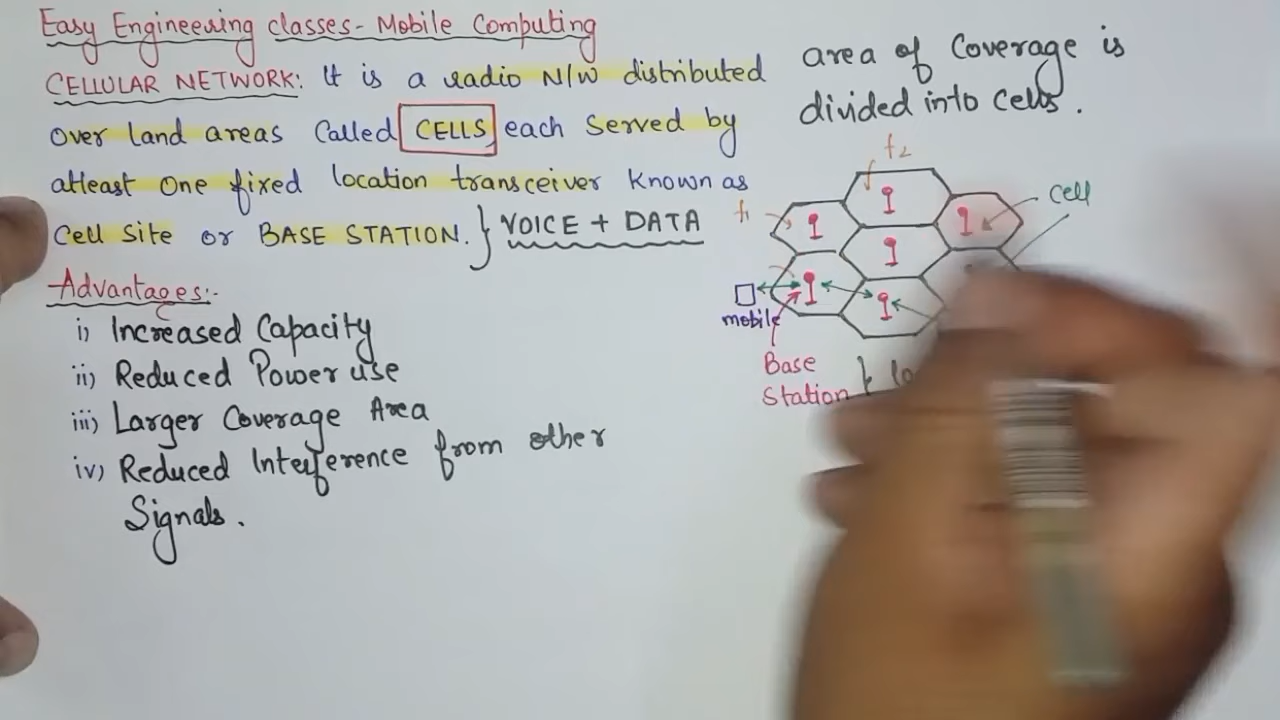 Easy Engineering classes- Mobile Computing
CELLULAR NETWORK: It is a radio N/W distributed
over land areas called CELLS, each served by
atleast one fixed location transceiver known as
Cell Site or BASE STATION. } VOICE + DATA
Advantages:-
i) Increased Capacity
ii) Reduced Power use
iii) Larger Coverage Area
iv) Reduced Interference from other
Signals.
area of Coverage is
divided into Cells.
f2
f1
Cell
mobile
Base
Station